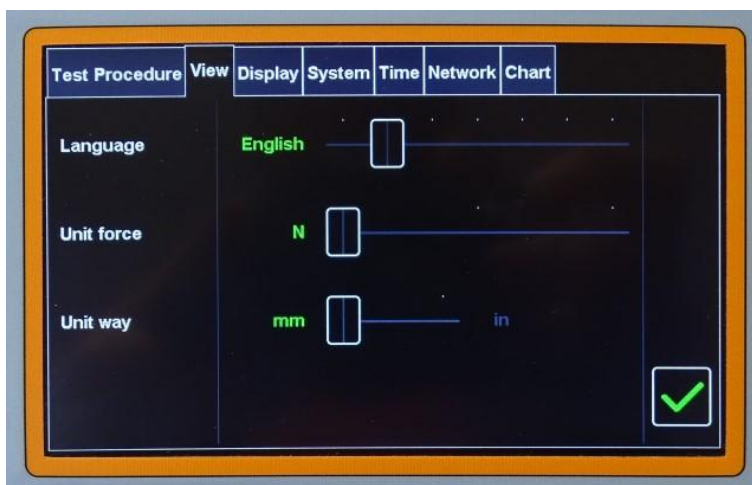 Test Procedure View Display System Time Network Chart
Language English
Unit force N
Unit way mm in